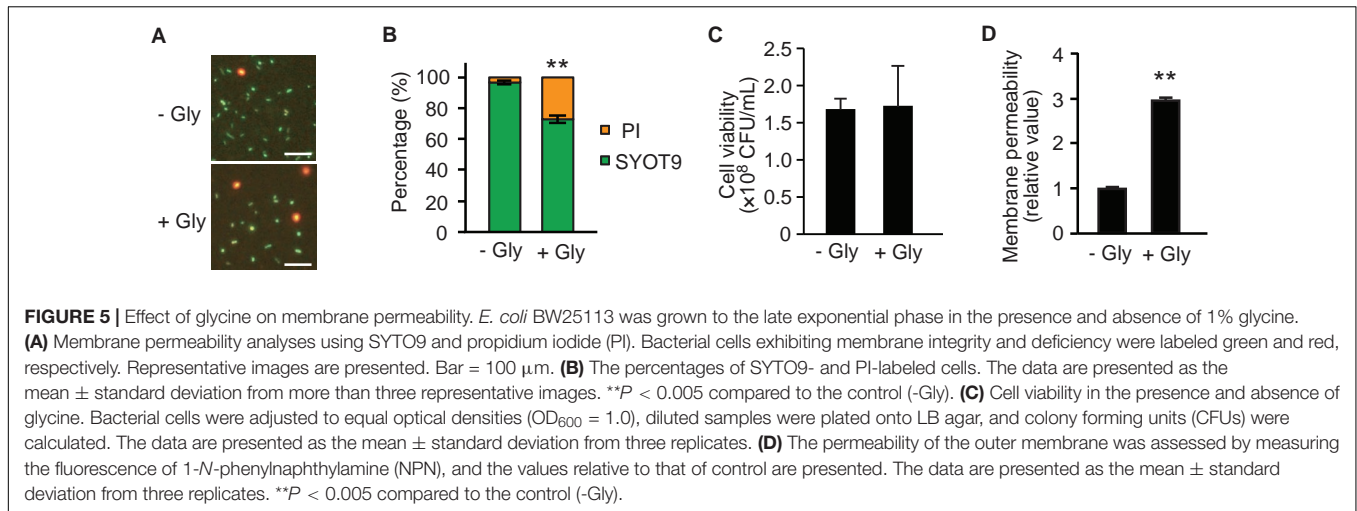 A
- Gly
+ Gly
B
**
100
80
60
40
20
0
Percentage (%)
- Gly + Gly
PI
SYOT9
C
2.5
2.0
1.5
1.0
0.5
0
Cell viability
(×10⁸ CFU/mL)
- Gly + Gly
D
**
4
3
2
1
0
Membrane permeability
(relative value)
- Gly + Gly
FIGURE 5 | Effect of glycine on membrane permeability. E. coli BW25113 was grown to the late exponential phase in the presence and absence of 1% glycine.
(A) Membrane permeability analyses using SYTO9 and propidium iodide (PI). Bacterial cells exhibiting membrane integrity and deficiency were labeled green and red,
respectively. Representative images are presented. Bar = 100 μm. (B) The percentages of SYTO9- and PI-labeled cells. The data are presented as the
mean ± standard deviation from more than three representative images. **P < 0.005 compared to the control (-Gly). (C) Cell viability in the presence and absence of
glycine. Bacterial cells were adjusted to equal optical densities (OD₆₀₀ = 1.0), diluted samples were plated onto LB agar, and colony forming units (CFUs) were
calculated. The data are presented as the mean ± standard deviation from three replicates. (D) The permeability of the outer membrane was assessed by measuring
the fluorescence of 1-N-phenylnaphthylamine (NPN), and the values relative to that of control are presented. The data are presented as the mean ± standard
deviation from three replicates. **P < 0.005 compared to the control (-Gly).